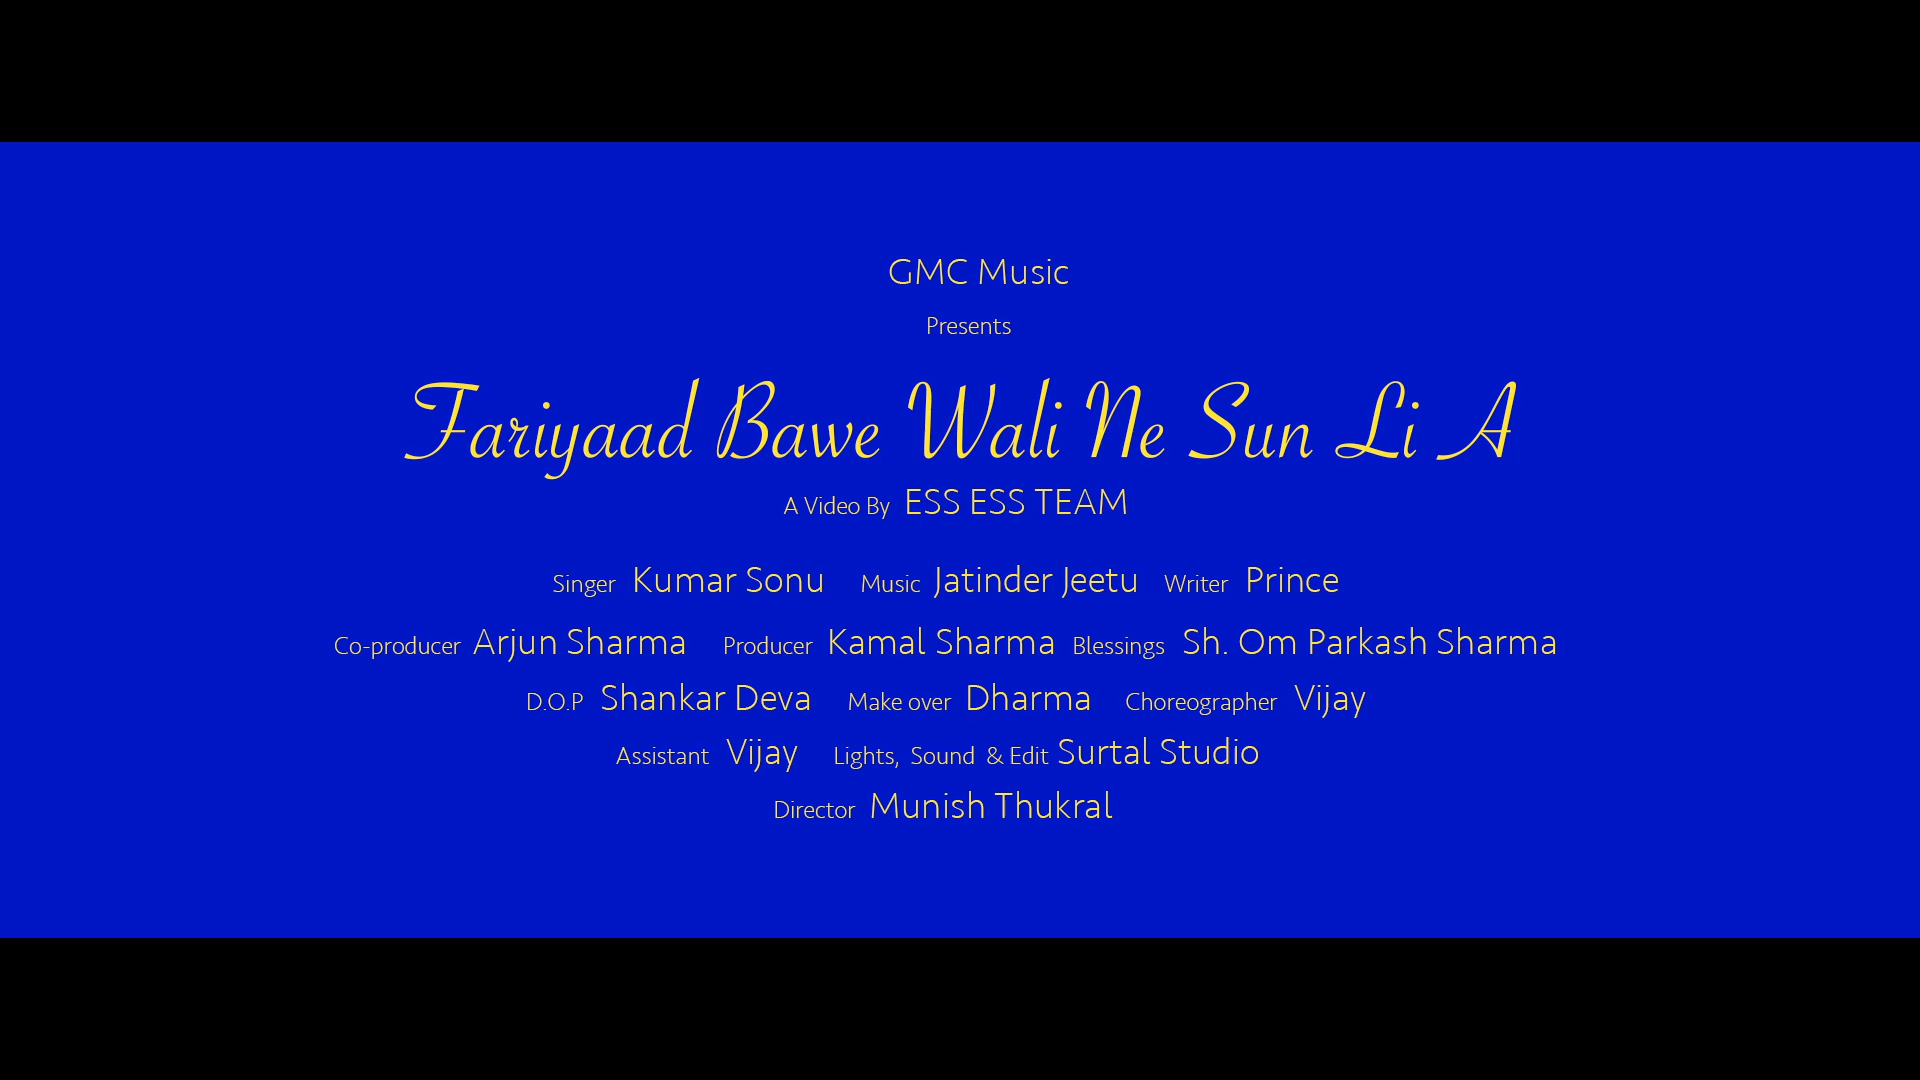 GMC Music
Presents
Fariyaad Bawe Wali Ne Sun Li A
A Video By ESS ESS TEAM
Singer Kumar Sonu Music Jatinder Jeetu Writer Prince
Co-producer Arjun Sharma Producer Kamal Sharma Blessings Sh. Om Parkash Sharma
D.O.P Shankar Deva Make over Dharma Choreographer Vijay
Assistant Vijay Lights, Sound & Edit Surtal Studio
Director Munish Thukral